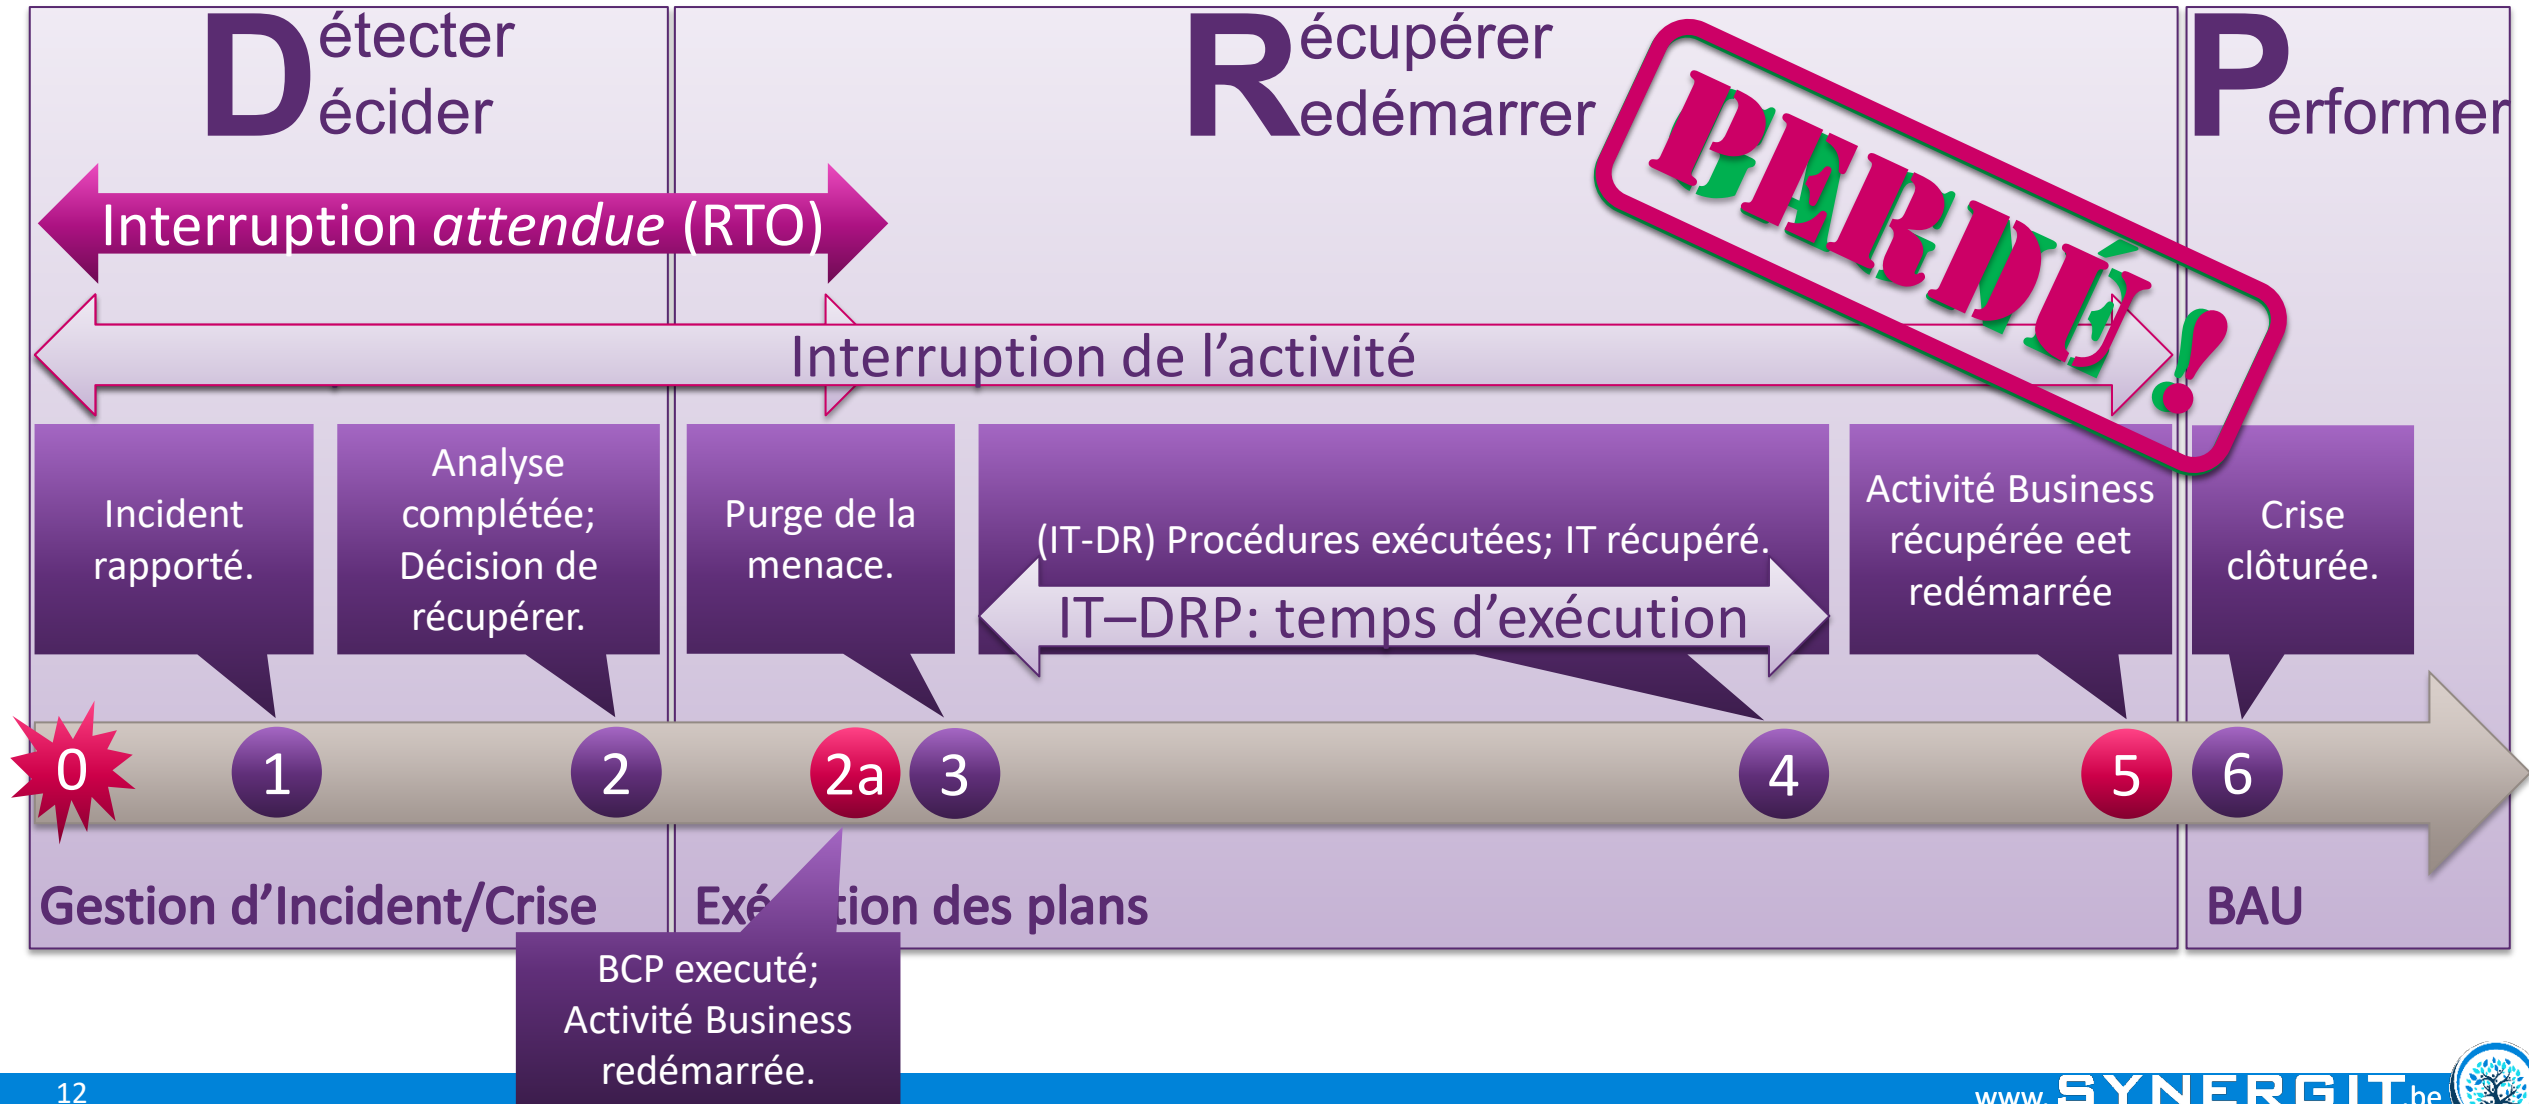 Détecter
Décider
Récupérer
Redémarrer
Performer
PERDU !
Interruption attendue (RTO)
Interruption de l’activité
Incident
rapporté.
Analyse
complétée;
Décision de
récupérer.
Purge de la
menace.
(IT-DR) Procédures exécutées; IT récupéré.
IT–DRP: temps d’exécution
Activité Business
récupérée eet
redémarrée
Crise
clôturée.
0
1
2
2a
3
4
5
6
Gestion d’Incident/Crise
des plans
BAU
BCP executé;
Activité Business
redémarrée.
12
www.SYNERGIT.be